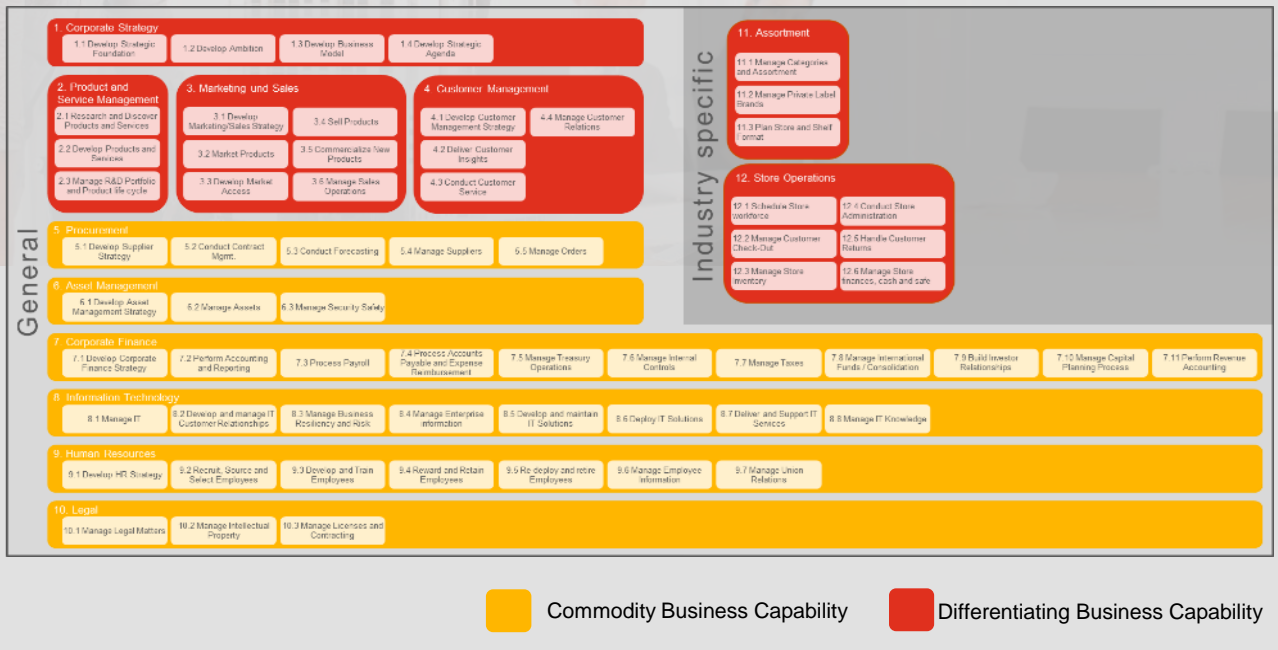 General
1. Corporate Strategy
1.1 Develop Strategic
Foundation
1.2 Develop Ambition
1.3 Develop Business
Model
1.4 Develop Strategic
Agenda
2. Product and
Service Management
2.1 Research and Discover
Products and Services
2.2 Develop Products and
Services
2.3 Manage R&D Portfolio
and Product life cycle
3. Marketing und Sales
3.1 Develop
Marketing/Sales Strategy
3.2 Market Products
3.3 Develop Market
Access
3.4 Sell Products
3.5 Commercialize New
Products
3.6 Manage Sales
Operations
4. Customer Management
4.1 Develop Customer
Management Strategy
4.2 Deliver Customer
Insights
4.3 Conduct Customer
Service
4.4 Manage Customer
Relations
5. Procurement
5.1 Develop Supplier
Strategy
5.2 Conduct Contract
Mgmt.
5.3 Conduct Forecasting
5.4 Manage Suppliers
5.5 Manage Orders
6. Asset Management
6.1 Develop Asset
Management Strategy
6.2 Manage Assets
6.3 Manage Security Safety
7. Corporate Finance
7.1 Develop Corporate
Finance Strategy
7.2 Perform Accounting
and Reporting
7.3 Process Payroll
7.4 Process Accounts
Payable and Expense
Reimbursement
7.5 Manage Treasury
Operations
7.6 Manage Internal
Controls
7.7 Manage Taxes
7.8 Manage International
Funds / Consolidation
7.9 Build Investor
Relationships
7.10 Manage Capital
Planning Process
7.11 Perform Revenue
Accounting
8. Information Technology
8.1 Manage IT
8.2 Develop and manage IT
Customer Relationships
8.3 Manage Business
Resiliency and Risk
8.4 Manage Enterprise
Information
8.5 Develop and maintain
IT Solutions
8.6 Deploy IT Solutions
8.7 Deliver and Support IT
Services
8.8 Manage IT Knowledge
9. Human Resources
9.1 Develop HR Strategy
9.2 Recruit, Source and
Select Employees
9.3 Develop and Train
Employees
9.4 Reward and Retain
Employees
9.5 Re-deploy and retire
Employees
9.6 Manage Employee
Information
9.7 Manage Union
Relations
10. Legal
10.1 Manage Legal Matters
10.2 Manage Intellectual
Property
10.3 Manage Licenses and
Contracting
Industry specific
11. Assortment
11.1 Manage Categories
and Assortment
11.2 Manage Private Label
Brands
11.3 Plan Store and Shelf
Format
12. Store Operations
12.1 Schedule Store
workforce
12.2 Manage Customer
Check-Out
12.3 Manage Store
Inventory
12.4 Conduct Store
Administration
12.5 Handle Customer
Returns
12.6 Manage Store
finances, cash and safe
Commodity Business Capability
Differentiating Business Capability